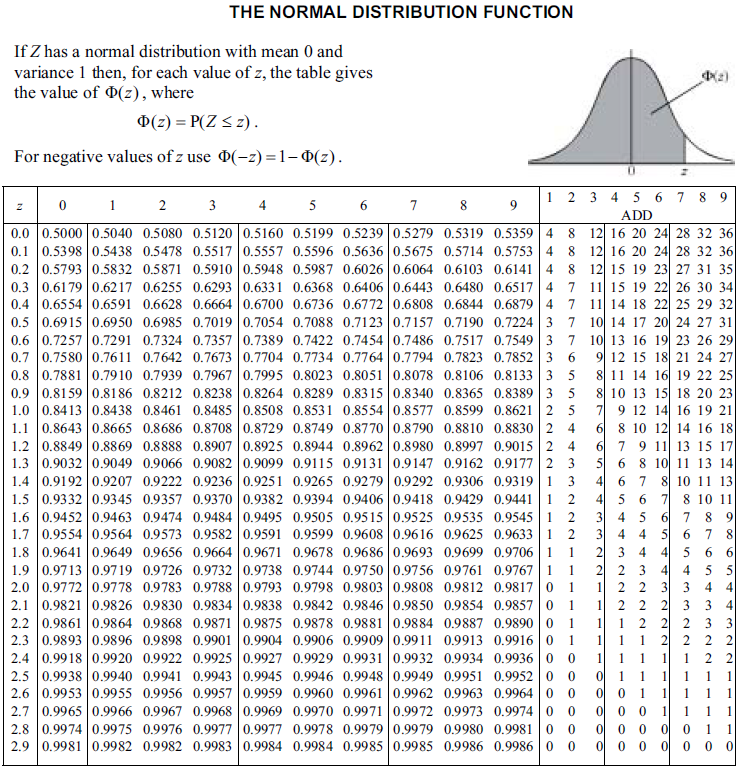 THE NORMAL DISTRIBUTION FUNCTION
If Z has a normal distribution with mean 0 and
variance 1 then, for each value of z, the table gives
the value of Φ(z), where
Φ(z) = P(Z ≤ z).
For negative values of z use Φ(−z) = 1 − Φ(z).
Φ(z)
0 z
z 0 1 2 3 4 5 6 7 8 9 1 2 3 4 5 6 7 8 9
ADD
0.0 0.5000 0.5040 0.5080 0.5120 0.5160 0.5199 0.5239 0.5279 0.5319 0.5359 4 8 12 16 20 24 28 32 36
0.1 0.5398 0.5438 0.5478 0.5517 0.5557 0.5596 0.5636 0.5675 0.5714 0.5753 4 8 12 16 20 24 28 32 36
0.2 0.5793 0.5832 0.5871 0.5910 0.5948 0.5987 0.6026 0.6064 0.6103 0.6141 4 8 12 15 19 23 27 31 35
0.3 0.6179 0.6217 0.6255 0.6293 0.6331 0.6368 0.6406 0.6443 0.6480 0.6517 4 7 11 15 19 22 26 30 34
0.4 0.6554 0.6591 0.6628 0.6664 0.6700 0.6736 0.6772 0.6808 0.6844 0.6879 4 7 11 14 18 22 25 29 32
0.5 0.6915 0.6950 0.6985 0.7019 0.7054 0.7088 0.7123 0.7157 0.7190 0.7224 3 7 10 14 17 20 24 27 31
0.6 0.7257 0.7291 0.7324 0.7357 0.7389 0.7422 0.7454 0.7486 0.7517 0.7549 3 7 10 13 16 19 23 26 29
0.7 0.7580 0.7611 0.7642 0.7673 0.7704 0.7734 0.7764 0.7794 0.7823 0.7852 3 6 9 12 15 18 21 24 27
0.8 0.7881 0.7910 0.7939 0.7967 0.7995 0.8023 0.8051 0.8078 0.8106 0.8133 3 5 8 11 14 16 19 22 25
0.9 0.8159 0.8186 0.8212 0.8238 0.8264 0.8289 0.8315 0.8340 0.8365 0.8389 3 5 8 10 13 15 18 20 23
1.0 0.8413 0.8438 0.8461 0.8485 0.8508 0.8531 0.8554 0.8577 0.8599 0.8621 2 5 7 9 12 14 16 19 21
1.1 0.8643 0.8665 0.8686 0.8708 0.8729 0.8749 0.8770 0.8790 0.8810 0.8830 2 4 6 8 10 12 14 16 18
1.2 0.8849 0.8869 0.8888 0.8907 0.8925 0.8944 0.8962 0.8980 0.8997 0.9015 2 4 6 7 9 11 13 15 17
1.3 0.9032 0.9049 0.9066 0.9082 0.9099 0.9115 0.9131 0.9147 0.9162 0.9177 2 3 5 6 8 10 11 13 14
1.4 0.9192 0.9207 0.9222 0.9236 0.9251 0.9265 0.9279 0.9292 0.9306 0.9319 1 3 4 6 7 8 10 11 13
1.5 0.9332 0.9345 0.9357 0.9370 0.9382 0.9394 0.9406 0.9418 0.9429 0.9441 1 2 4 5 6 7 8 10 11
1.6 0.9452 0.9463 0.9474 0.9484 0.9495 0.9505 0.9515 0.9525 0.9535 0.9545 1 2 3 4 5 6 7 8 9
1.7 0.9554 0.9564 0.9573 0.9582 0.9591 0.9599 0.9608 0.9616 0.9625 0.9633 1 2 3 4 4 5 6 7 8
1.8 0.9641 0.9649 0.9656 0.9664 0.9671 0.9678 0.9686 0.9693 0.9699 0.9706 1 1 2 3 4 4 5 6 6
1.9 0.9713 0.9719 0.9726 0.9732 0.9738 0.9744 0.9750 0.9756 0.9761 0.9767 1 1 2 2 3 4 4 5 5
2.0 0.9772 0.9778 0.9783 0.9788 0.9793 0.9798 0.9803 0.9808 0.9812 0.9817 0 1 1 2 2 3 3 4 4
2.1 0.9821 0.9826 0.9830 0.9834 0.9838 0.9842 0.9846 0.9850 0.9854 0.9857 0 1 1 2 2 2 3 3 4
2.2 0.9861 0.9864 0.9868 0.9871 0.9875 0.9878 0.9881 0.9884 0.9887 0.9890 0 1 1 1 2 2 2 3 3
2.3 0.9893 0.9896 0.9898 0.9901 0.9904 0.9906 0.9909 0.9911 0.9913 0.9916 0 1 1 1 1 2 2 2 2
2.4 0.9918 0.9920 0.9922 0.9925 0.9927 0.9929 0.9931 0.9932 0.9934 0.9936 0 0 1 1 1 1 1 2 2
2.5 0.9938 0.9940 0.9941 0.9943 0.9945 0.9946 0.9948 0.9949 0.9951 0.9952 0 0 0 1 1 1 1 1 1
2.6 0.9953 0.9955 0.9956 0.9957 0.9959 0.9960 0.9961 0.9962 0.9963 0.9964 0 0 0 0 1 1 1 1 1
2.7 0.9965 0.9966 0.9967 0.9968 0.9969 0.9970 0.9971 0.9972 0.9973 0.9974 0 0 0 0 0 1 1 1 1
2.8 0.9974 0.9975 0.9976 0.9977 0.9977 0.9978 0.9979 0.9979 0.9980 0.9981 0 0 0 0 0 0 0 1 1
2.9 0.9981 0.9982 0.9982 0.9983 0.9984 0.9984 0.9985 0.9985 0.9986 0.9986 0 0 0 0 0 0 0 0 0